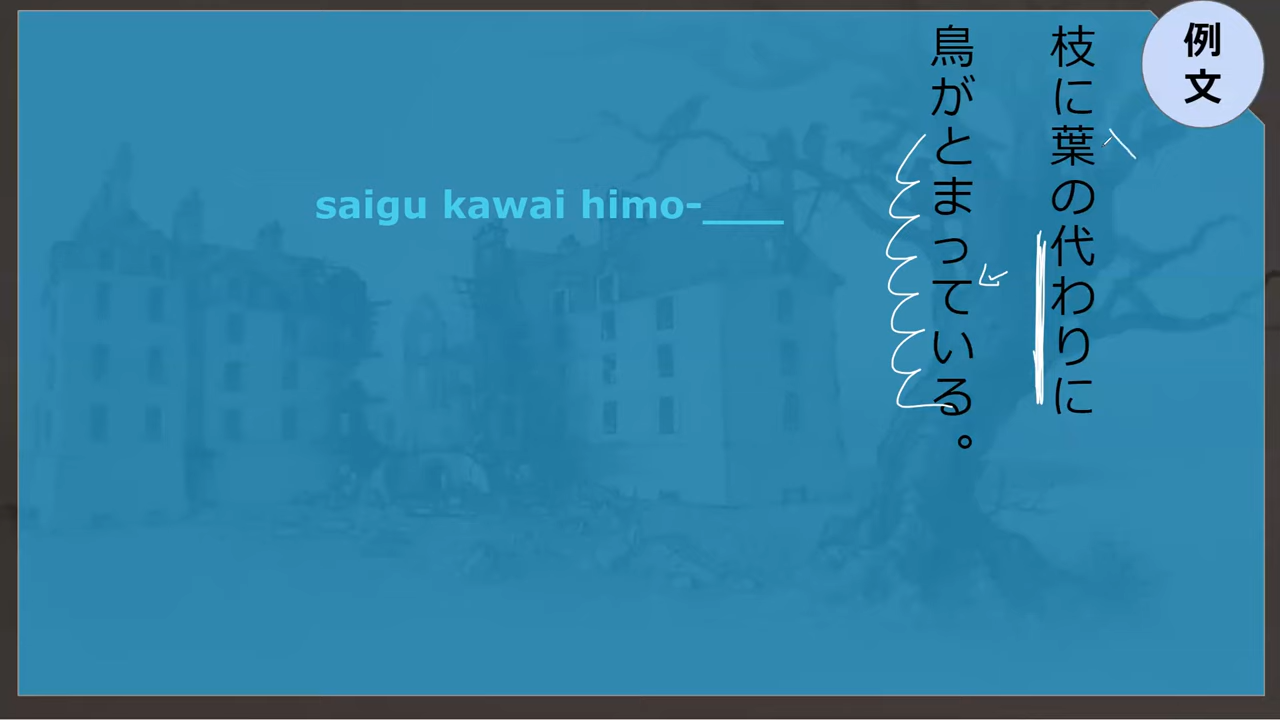 例文
枝に葉の代わりに
鳥がとまっている。
saigu kawai himo-____